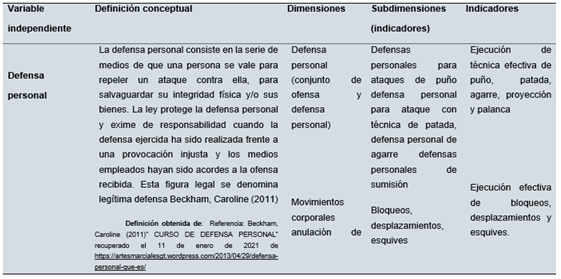 Variable independiente
Definición conceptual
Dimensiones
Subdimensiones (indicadores)
Indicadores
Defensa
personal
La defensa personal consiste en la serie de
medios de que una persona se vale para
repeler un ataque contra ella, para
salvaguardar su integridad física y/o sus
bienes. La ley protege la defensa personal
y exime de responsabilidad cuando la
defensa ejercida ha sido realizada frente a
una provocación injusta y los medios
empleados hayan sido acordes a la ofensa
recibida. Esta figura legal se denomina
legítima defensa Beckham, Caroline (2011)
Definición obtenida de: Referencia: Beckham,
Caroline (2011)" CURSO DE DEFENSA PERSONAL"
recuperado el 11 de enero de 2021 de
https://artesmarcialesgt.wordpress.com/2013/04/29/defensa-
personal-que-es/
Defensa
personal
(conjunto de
ofensa y
defensa
personal)
Movimientos
corporales
anulación de
Defensas
personales para
ataques de puño
defensa personal
para ataque con
técnica de patada,
defensa personal de
agarre defensas
personales de
sumisión
Bloqueos,
desplazamientos,
esquives
Ejecución de
técnica efectiva de
puño, patada,
agarre, proyección
y palanca
Ejecución efectiva
de bloqueos,
desplazamientos y
esquives.